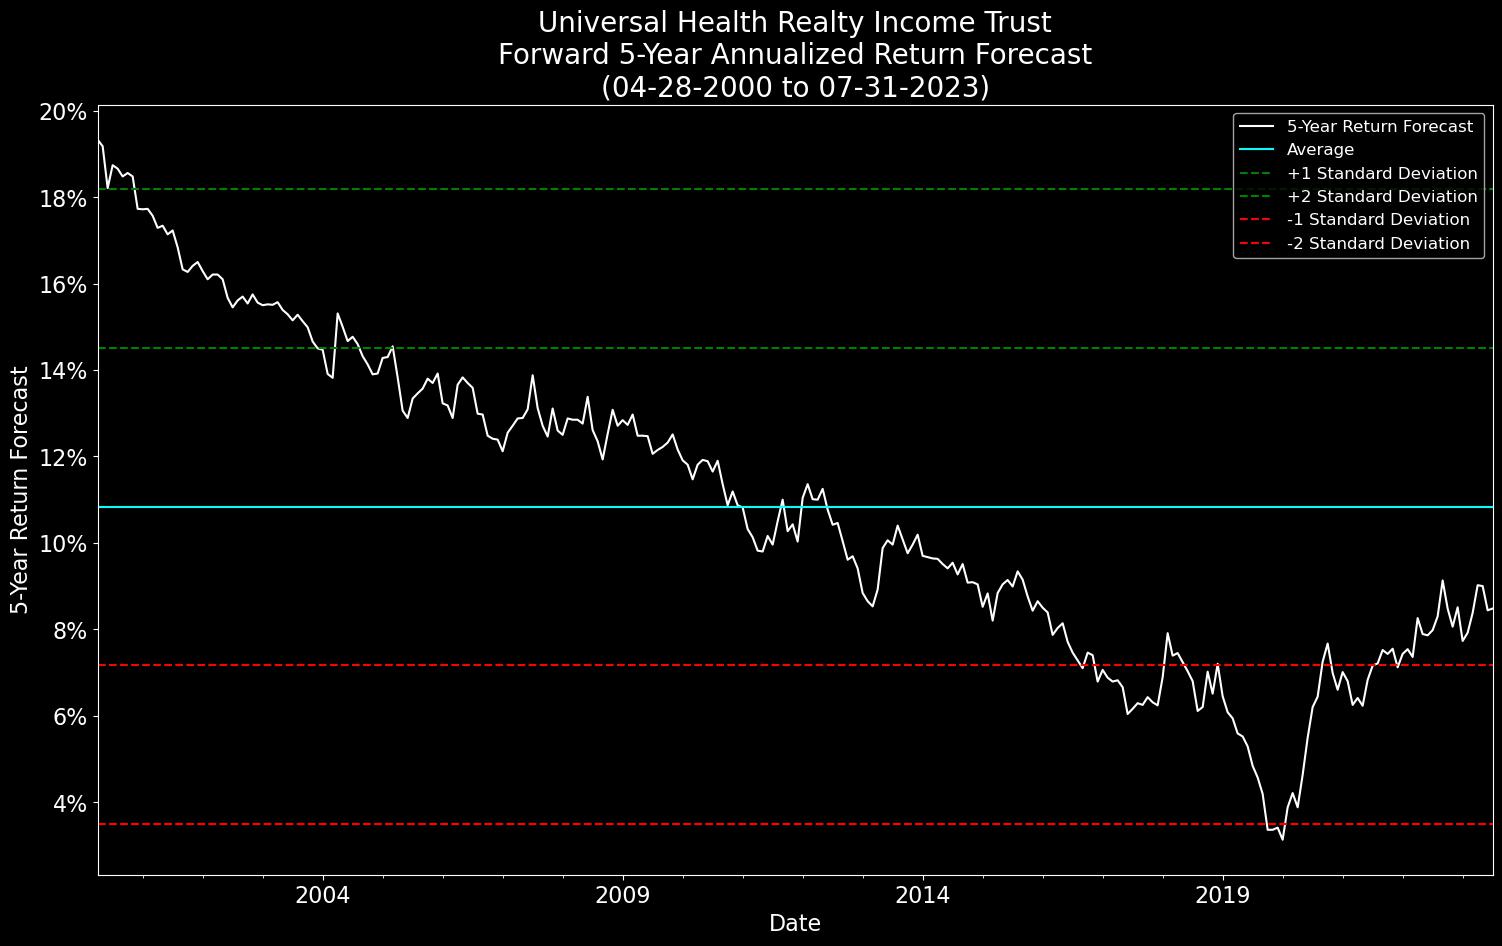 Universal Health Realty Income Trust
Forward 5-Year Annualized Return Forecast
(04-28-2000 to 07-31-2023)
5-Year Return Forecast
20%
18%
16%
14%
12%
10%
8%
6%
4%
5-Year Return Forecast
Average
+1 Standard Deviation
+2 Standard Deviation
-1 Standard Deviation
-2 Standard Deviation
2004
2009
2014
2019
Date